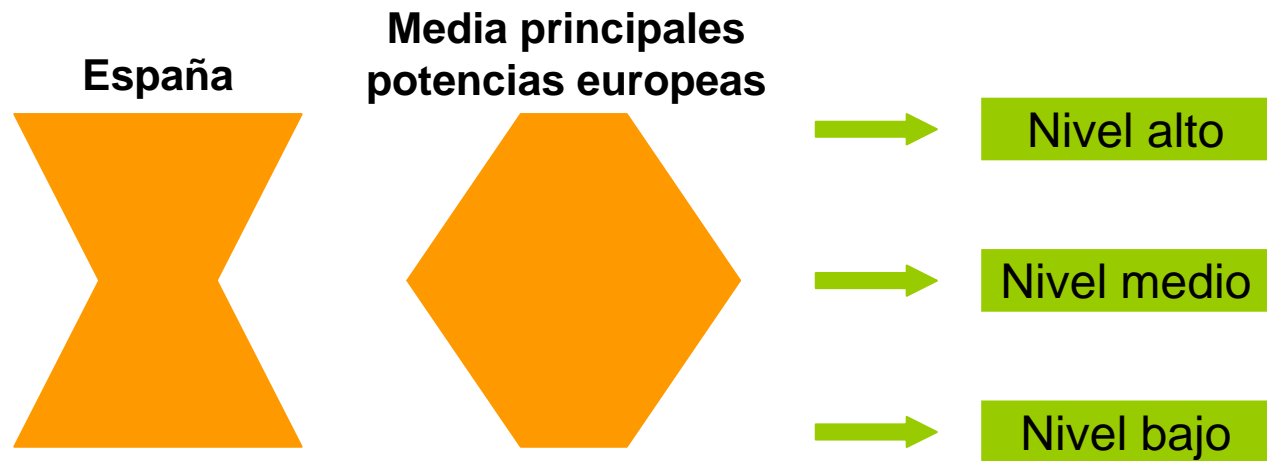 España
Media principales
potencias europeas
Nivel alto
Nivel medio
Nivel bajo